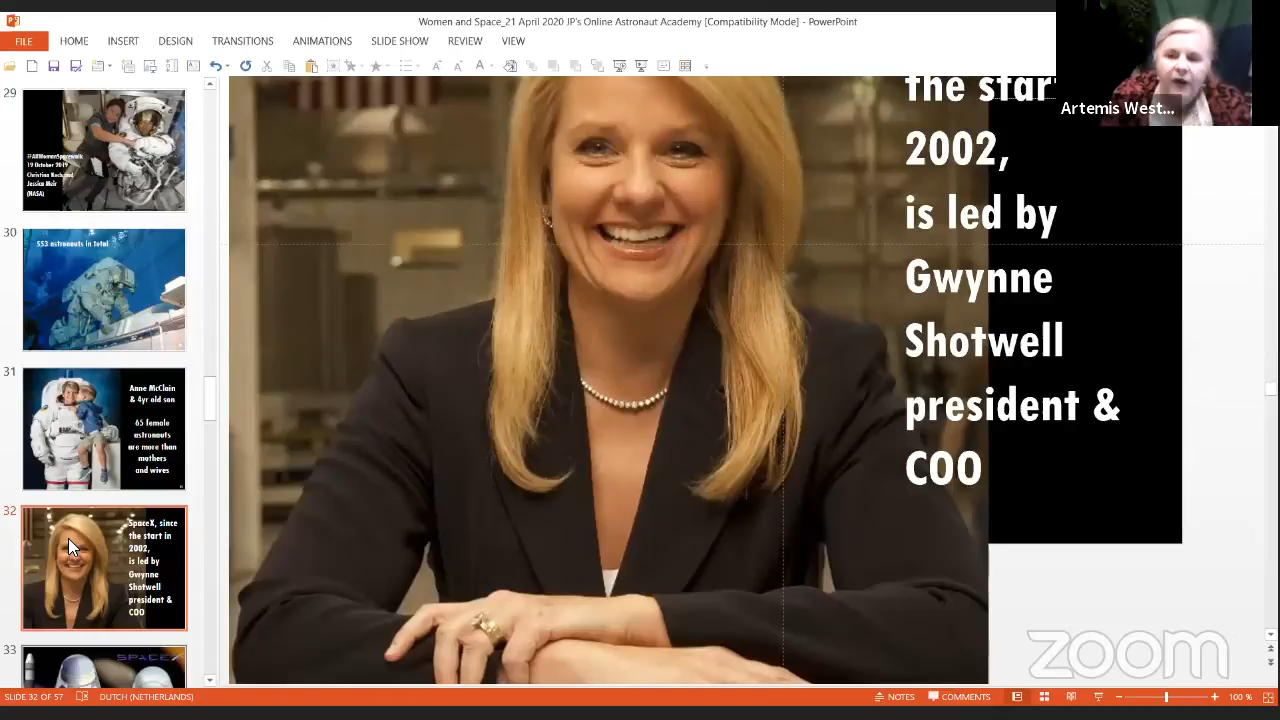 Women and Space_21 April 2020 JP's Online Astronaut Academy [Compatibility Mode] - PowerPoint
FILE HOME INSERT DESIGN TRANSITIONS ANIMATIONS SLIDE SHOW REVIEW VIEW
Artemis West...
29
#AllWomanSpacewalk
19 October 2019
Christina Koch and
Jessica Meir
(NASA)
30
553 astronauts in total
31
Anne McClain
& 4yr old son
65 female
astronauts
are more than
mothers
and wives
32
SpaceX, since
the start in
2002,
is led by
Gwynne
Shotwell
president &
COO
33
SPACEX
the star
2002,
is led by
Gwynne
Shotwell
president &
COO
zoom
SLIDE 32 OF 57 DUTCH (NETHERLANDS) NOTES COMMENTS 100 %